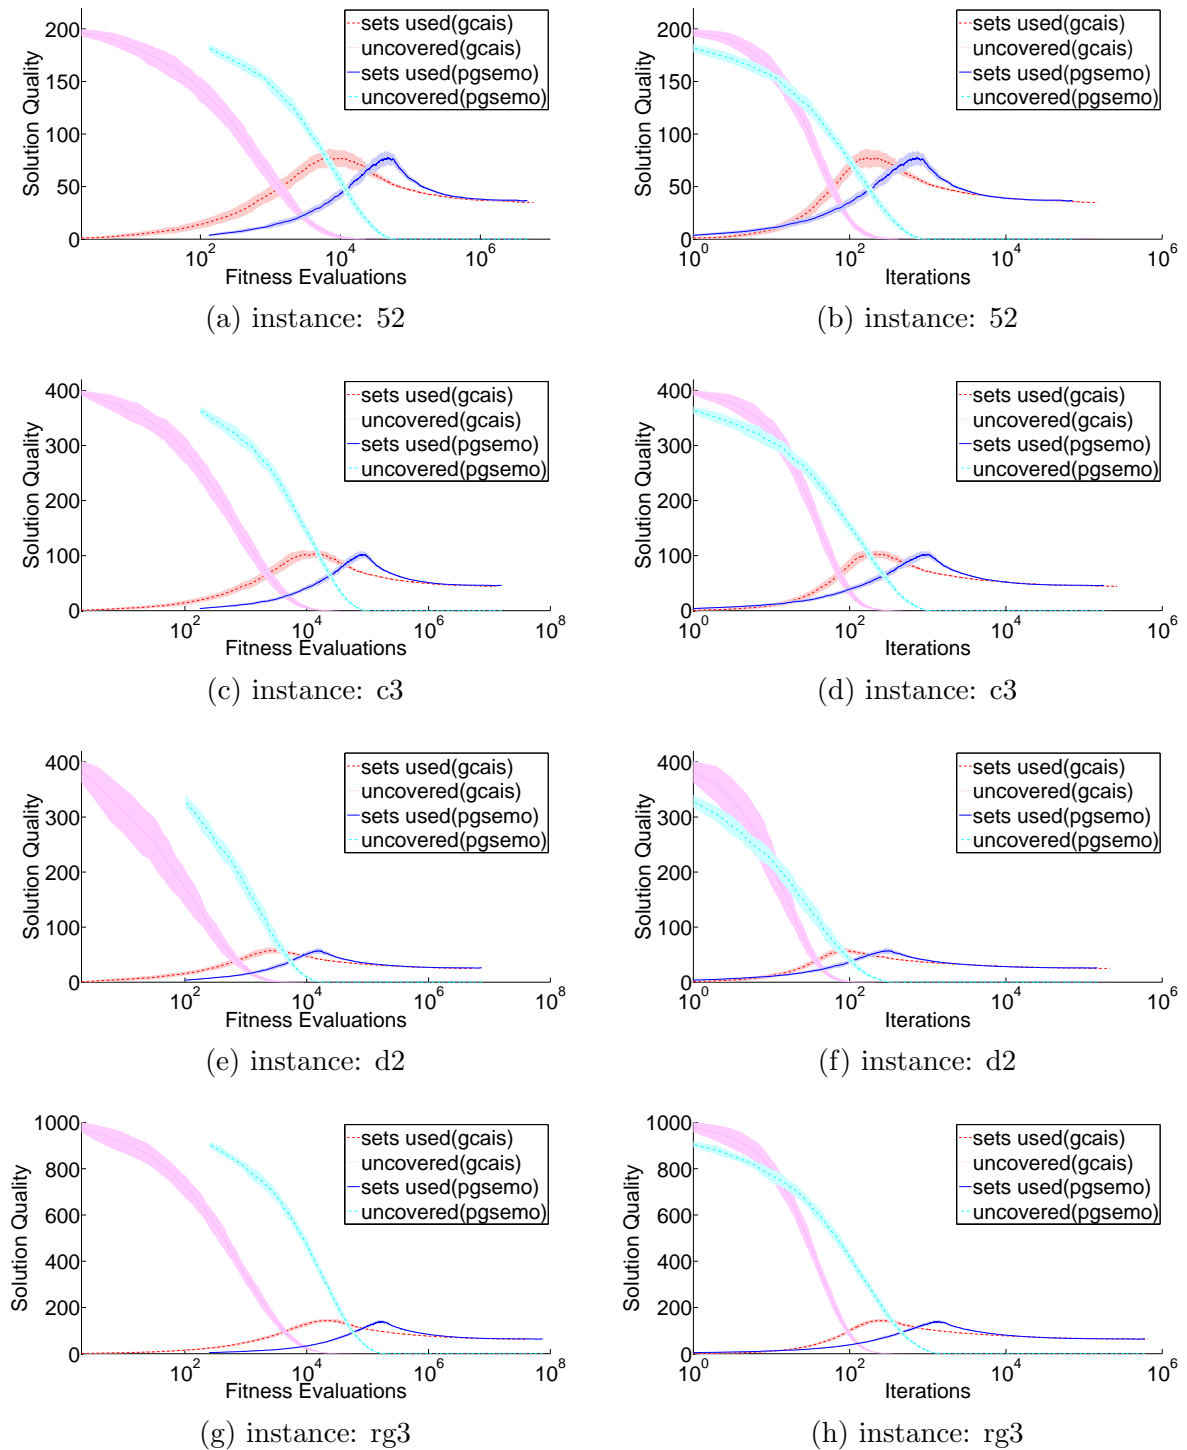 sets used(gcais)
uncovered(gcais)
sets used(pgsemo)
uncovered(pgsemo)
Solution Quality
200
150
100
50
0
10^2
10^4
10^6
Fitness Evaluations
(a) instance: 52
sets used(gcais)
uncovered(gcais)
sets used(pgsemo)
uncovered(pgsemo)
Solution Quality
200
150
100
50
0
10^0
10^2
10^4
10^6
Iterations
(b) instance: 52
sets used(gcais)
uncovered(gcais)
sets used(pgsemo)
uncovered(pgsemo)
Solution Quality
400
300
200
100
0
10^2
10^4
10^6
10^8
Fitness Evaluations
(c) instance: c3
sets used(gcais)
uncovered(gcais)
sets used(pgsemo)
uncovered(pgsemo)
Solution Quality
400
300
200
100
0
10^0
10^2
10^4
10^6
Iterations
(d) instance: c3
sets used(gcais)
uncovered(gcais)
sets used(pgsemo)
uncovered(pgsemo)
Solution Quality
400
300
200
100
0
10^2
10^4
10^6
10^8
Fitness Evaluations
(e) instance: d2
sets used(gcais)
uncovered(gcais)
sets used(pgsemo)
uncovered(pgsemo)
Solution Quality
400
300
200
100
0
10^0
10^2
10^4
10^6
Iterations
(f) instance: d2
sets used(gcais)
uncovered(gcais)
sets used(pgsemo)
uncovered(pgsemo)
Solution Quality
1000
800
600
400
200
0
10^2
10^4
10^6
10^8
Fitness Evaluations
(g) instance: rg3
sets used(gcais)
uncovered(gcais)
sets used(pgsemo)
uncovered(pgsemo)
Solution Quality
1000
800
600
400
200
0
10^0
10^2
10^4
10^6
Iterations
(h) instance: rg3